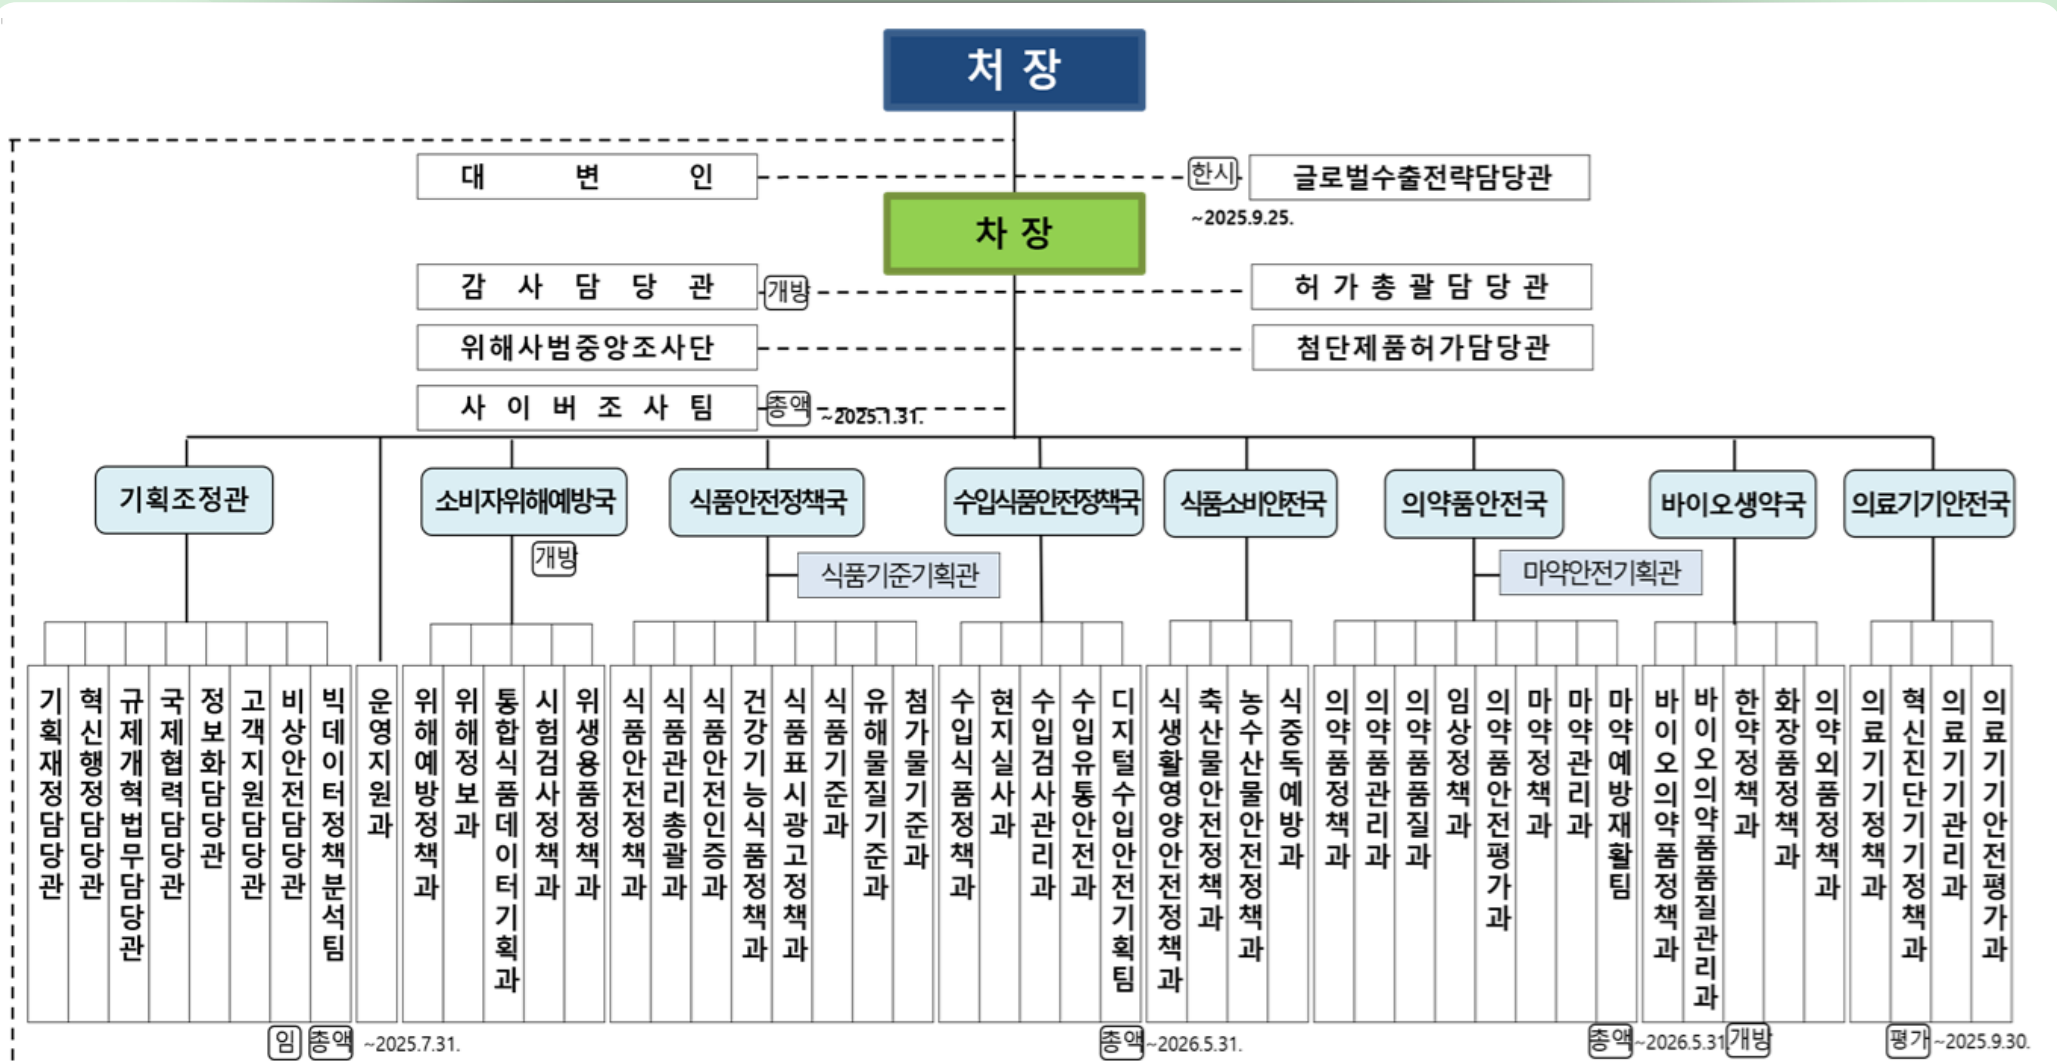 처 장
대 변 인
한시
글로벌수출전략담당관
~2025.9.25.
차 장
감 사 담 당 관
개방
허 가 총 괄 담 당 관
위해사범중앙조사단
첨단제품허가담당관
사 이 버 조 사 팀
총액
~2025.1.31.
기획조정관
소비자위해예방국
식품안전정책국
수입식품안전정책국
식품소비안전국
의약품안전국
바이오생약국
의료기기안전국
개방
식품기준기획관
마약안전기획관
기획재정담당관
혁신행정담당관
규제개혁법무담당관
국제협력담당관
정보화담당관
고객지원담당관
비상안전담당관
빅데이터정책분석팀
운영지원과
위해예방정책과
위해정보과
통합식품데이터기획과
시험검사정책과
위생용품정책과
식품안전정책과
식품관리총괄과
식품안전인증과
건강기능식품정책과
식품표시광고정책과
식품기준과
유해물질기준과
첨가물기준과
수입식품정책과
현지실사과
수입검사관리과
수입유통안전과
디지털수입안전기획팀
식생활영양안전정책과
축산물안전정책과
농수산물안전정책과
식중독예방과
의약품정책과
의약품관리과
의약품품질과
임상정책과
의약품안전평가과
마약정책과
마약관리과
마약예방재활팀
바이오의약품정책과
바이오의약품품질관리과
한약정책과
화장품정책과
의약외품정책과
의료기기정책과
혁신진단기기정책과
의료기기관리과
의료기기안전평가과
임
총액
~2025.7.31.
총액
~2026.5.31.
총액
~2026.5.31
개방
평가
~2025.9.30.